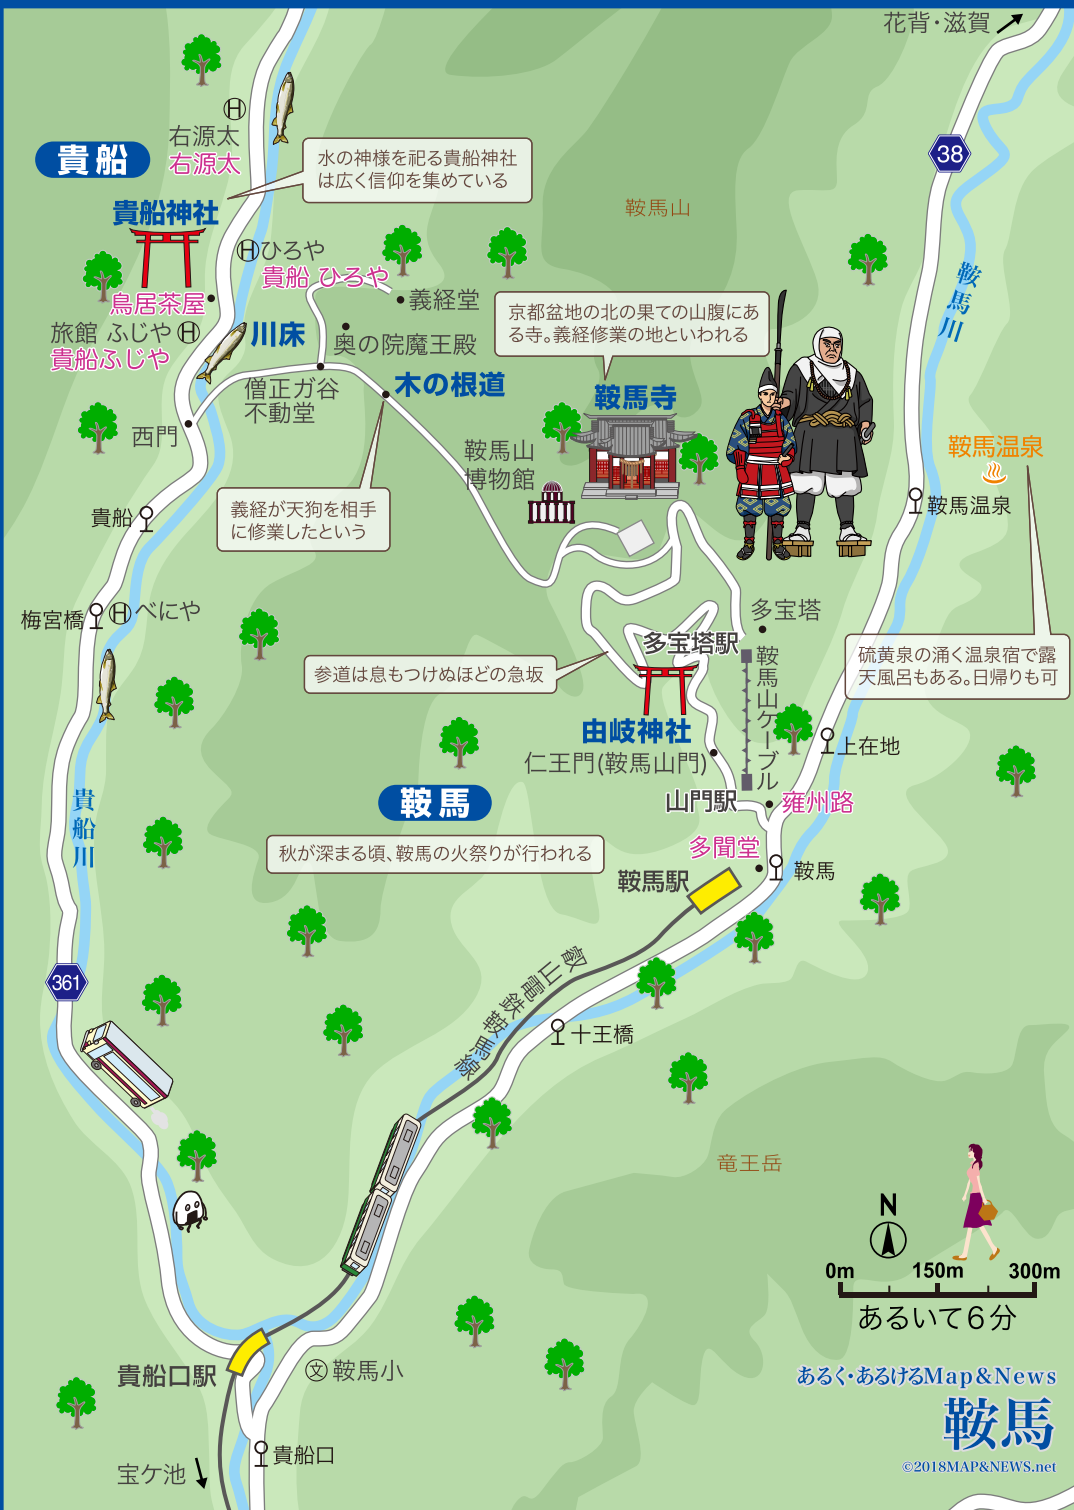 花背・滋賀
38
右源太
右源太
貴船
水の神様を祀る貴船神社
は広く信仰を集めている
貴船神社
鞍馬山
ひろや
貴船 ひろや
鞍馬川
鳥居茶屋
義経堂
旅館 ふじや
貴船ふじや
川床
奥の院魔王殿
京都盆地の北の果ての山腹にあ
る寺。義経修業の地といわれる
僧正ガ谷
不動堂
木の根道
鞍馬寺
西門
鞍馬山
博物館
鞍馬温泉
貴船
義経が天狗を相手
に修業したという
鞍馬温泉
梅宮橋
べにや
多宝塔
多宝塔駅
参道は息もつけぬほどの急坂
硫黄泉の涌く温泉宿で露
天風呂もある。日帰りも可
鞍馬山ケーブル
由岐神社
仁王門(鞍馬山門)
上在地
貴船川
鞍馬
山門駅
雍州路
秋が深まる頃、鞍馬の火祭りが行われる
多聞堂
鞍馬駅
鞍馬
361
叡山電鉄鞍馬線
十王橋
竜王岳
N
0m 150m 300m
あるいて6分
貴船口駅
文 鞍馬小
あるく・あるけるMap&News
鞍馬
貴船口
宝ケ池
©2018MAP&NEWS.net